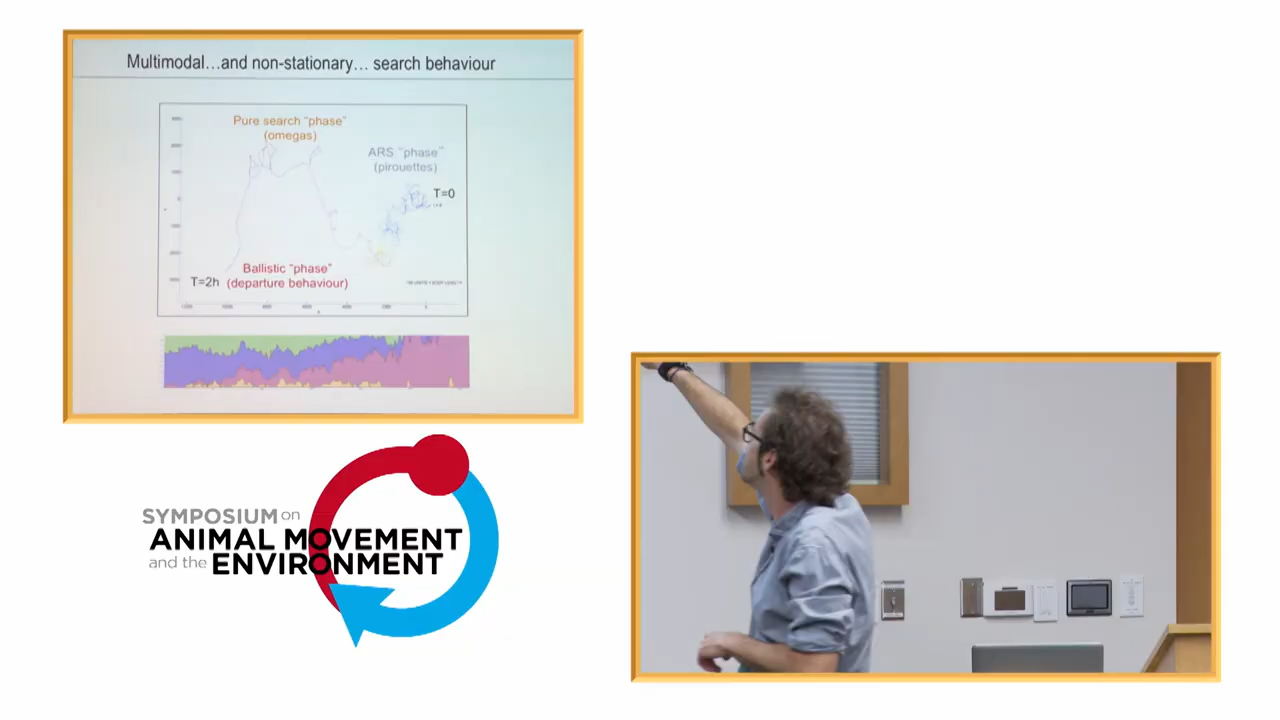 Multimodal…and non-stationary… search behaviour
Pure search “phase”
(omegas)
ARS “phase”
(pirouettes)
T=0
Ballistic “phase”
T=2h (departure behaviour)
SYMPOSIUM on
ANIMAL MOVEMENT
and the ENVIRONMENT